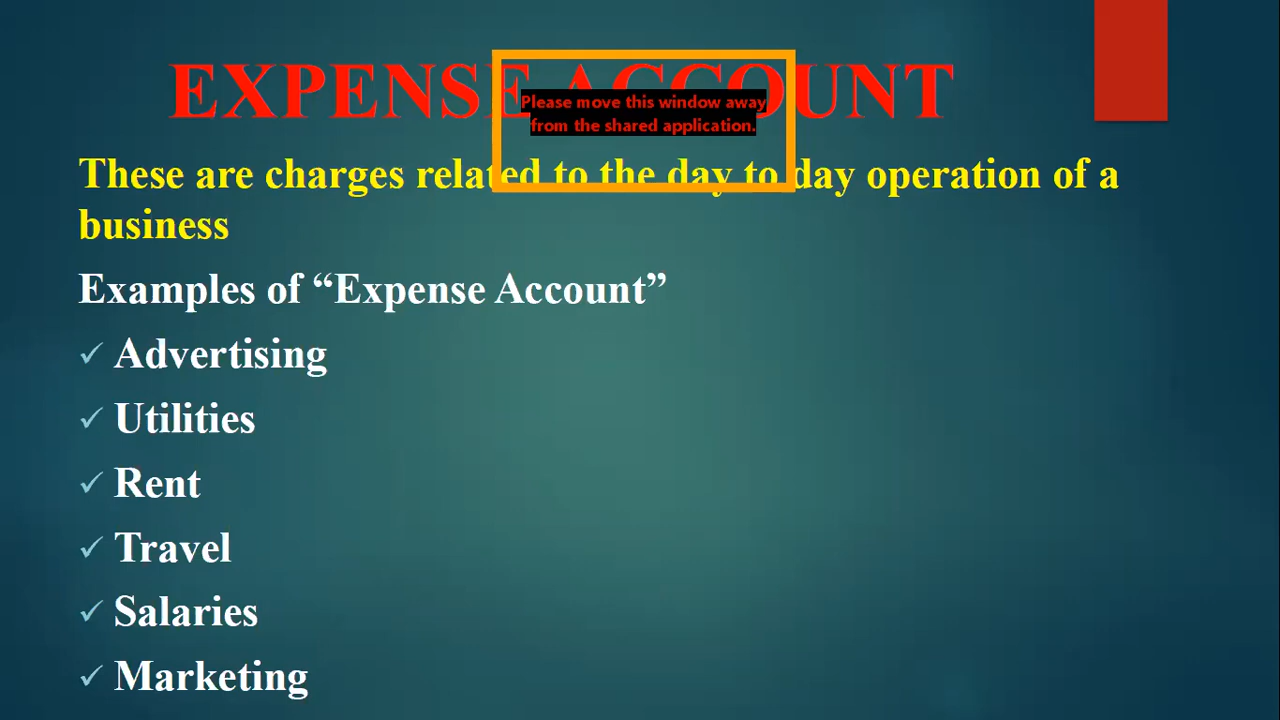 EXPENSE ACCOUNT
Please move this window away
from the shared application.
These are charges related to the day to day operation of a
business
Examples of “Expense Account”
✓ Advertising
✓ Utilities
✓ Rent
✓ Travel
✓ Salaries
✓ Marketing